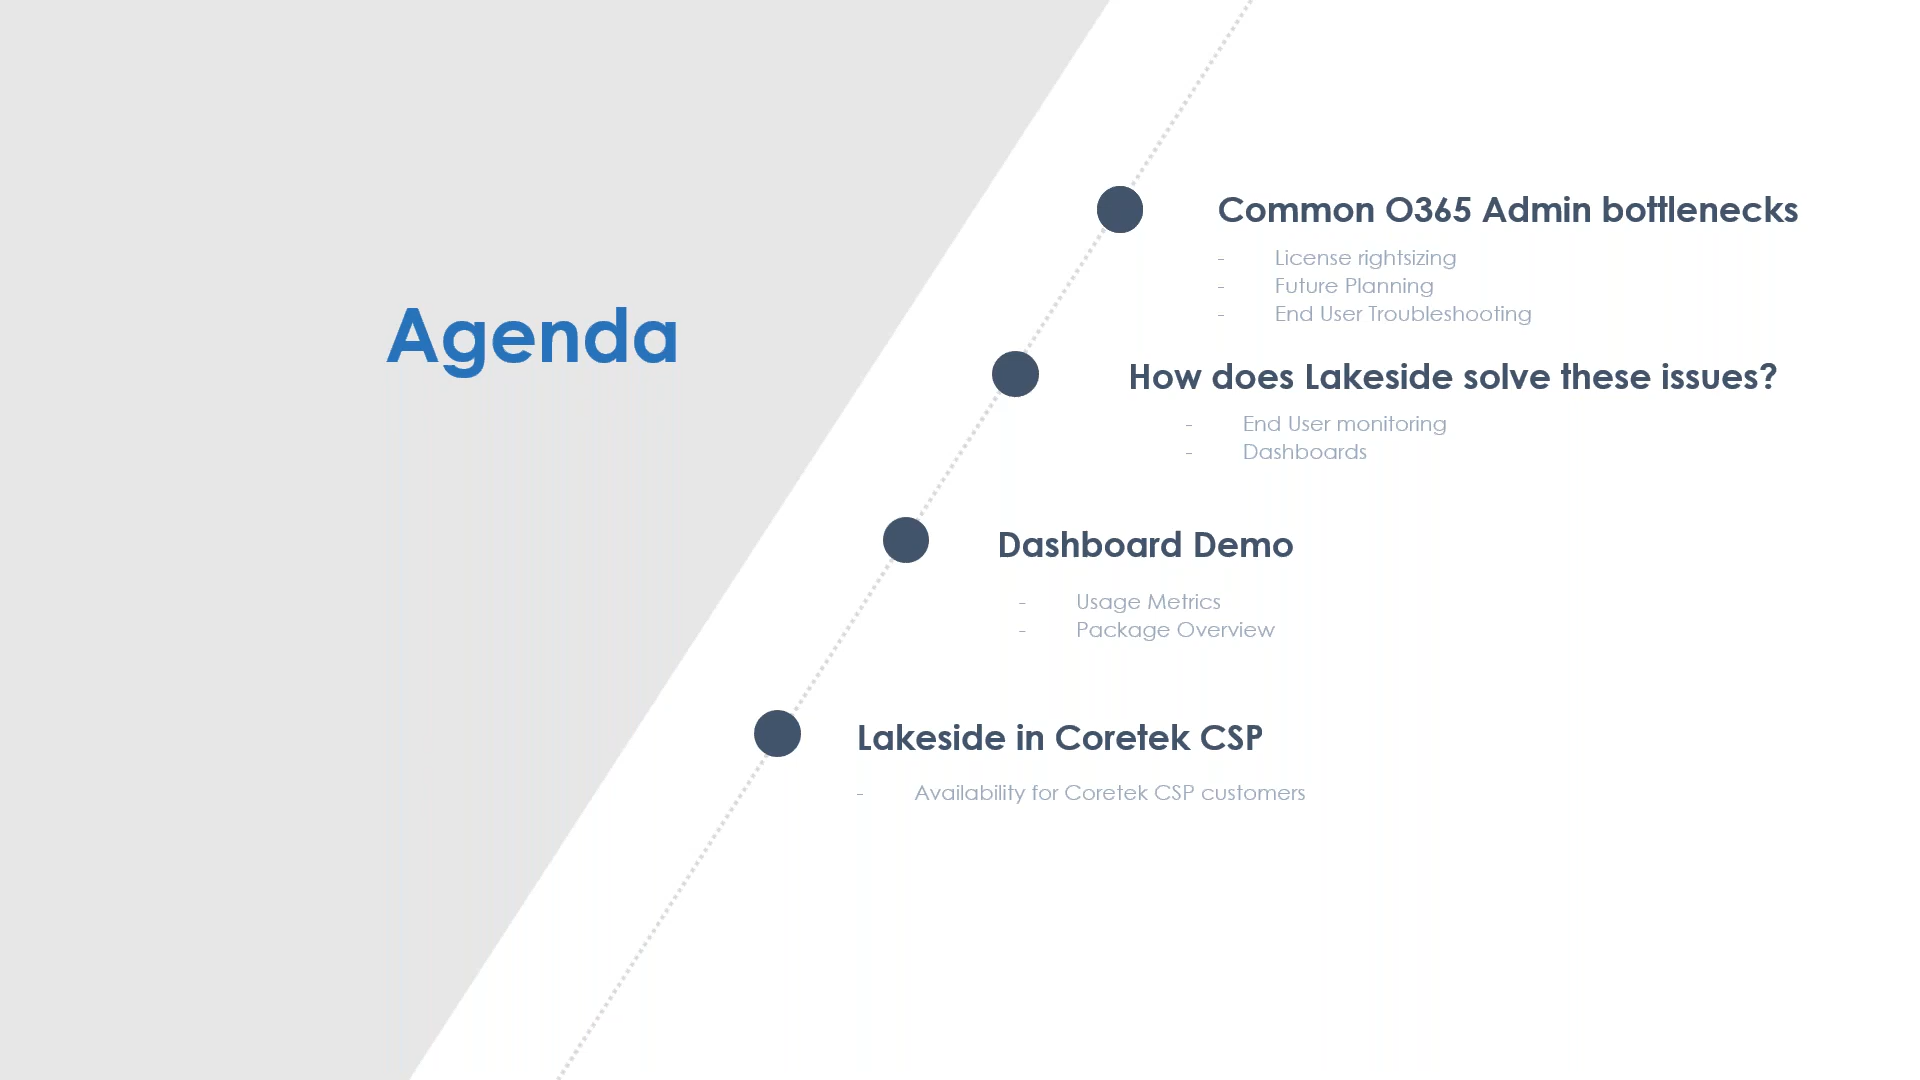 Agenda
Common O365 Admin bottlenecks
- License rightsizing
- Future Planning
- End User Troubleshooting
How does Lakeside solve these issues?
- End User monitoring
- Dashboards
Dashboard Demo
- Usage Metrics
- Package Overview
Lakeside in Coretek CSP
- Availability for Coretek CSP customers